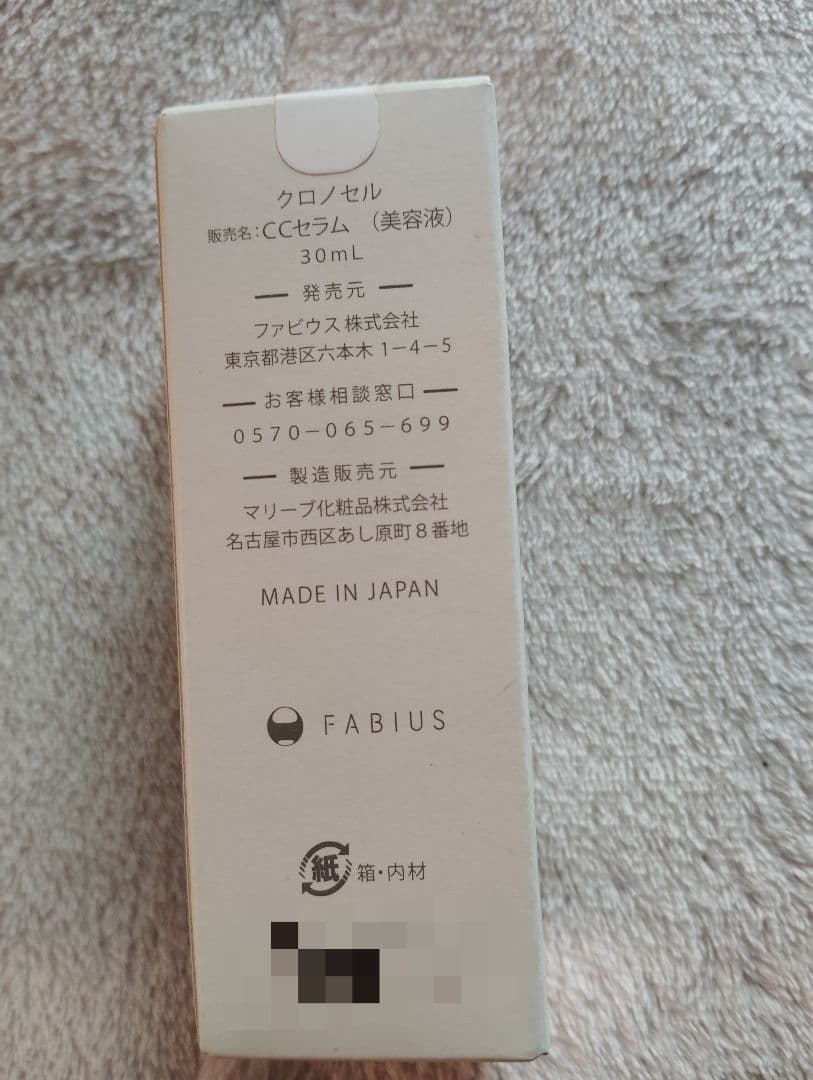 クロノセル
販売名:CCセラム （美容液）
30mL
発売元
ファビウス株式会社
東京都港区六本木1-4-5
お客様相談窓口
0570-065-699
製造販売元
マリーブ化粧品株式会社
名古屋市西区あし原町8番地
MADE IN JAPAN
FABIUS
紙 箱・内材